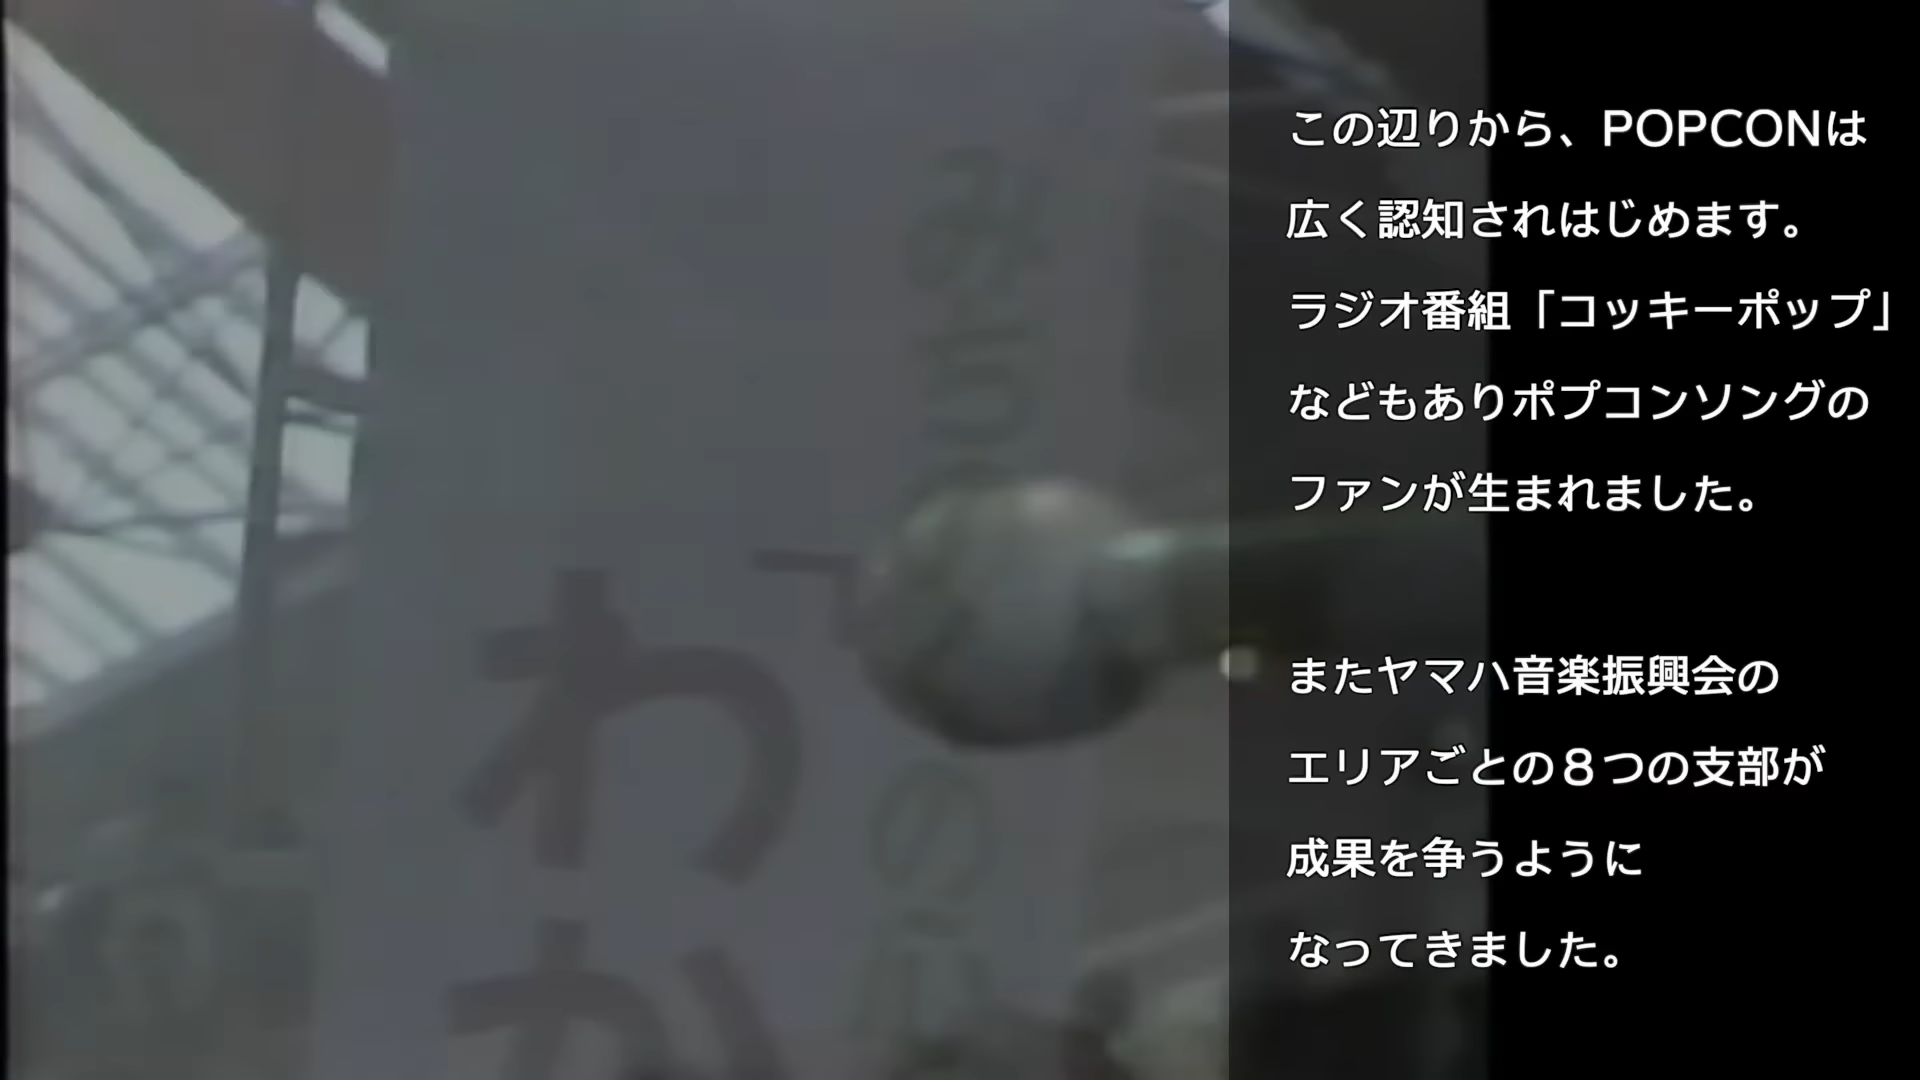 この辺りから、POPCONは
広く認知されはじめます。
ラジオ番組「コッキーポップ」
などもありポプコンソングの
ファンが生まれました。
またヤマハ音楽振興会の
エリアごとの８つの支部が
成果を争うように
なってきました。
わか